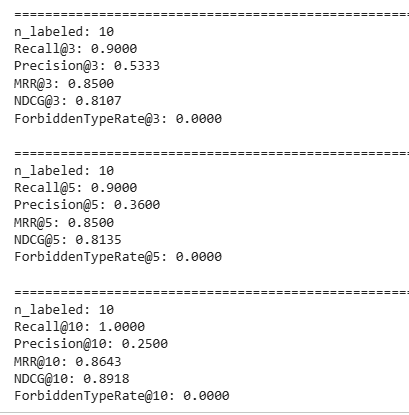 ==================================================
n_labeled: 10
Recall@3: 0.9000
Precision@3: 0.5333
MRR@3: 0.8500
NDCG@3: 0.8107
ForbiddenTypeRate@3: 0.0000
==================================================
n_labeled: 10
Recall@5: 0.9000
Precision@5: 0.3600
MRR@5: 0.8500
NDCG@5: 0.8135
ForbiddenTypeRate@5: 0.0000
==================================================
n_labeled: 10
Recall@10: 1.0000
Precision@10: 0.2500
MRR@10: 0.8643
NDCG@10: 0.8918
ForbiddenTypeRate@10: 0.0000